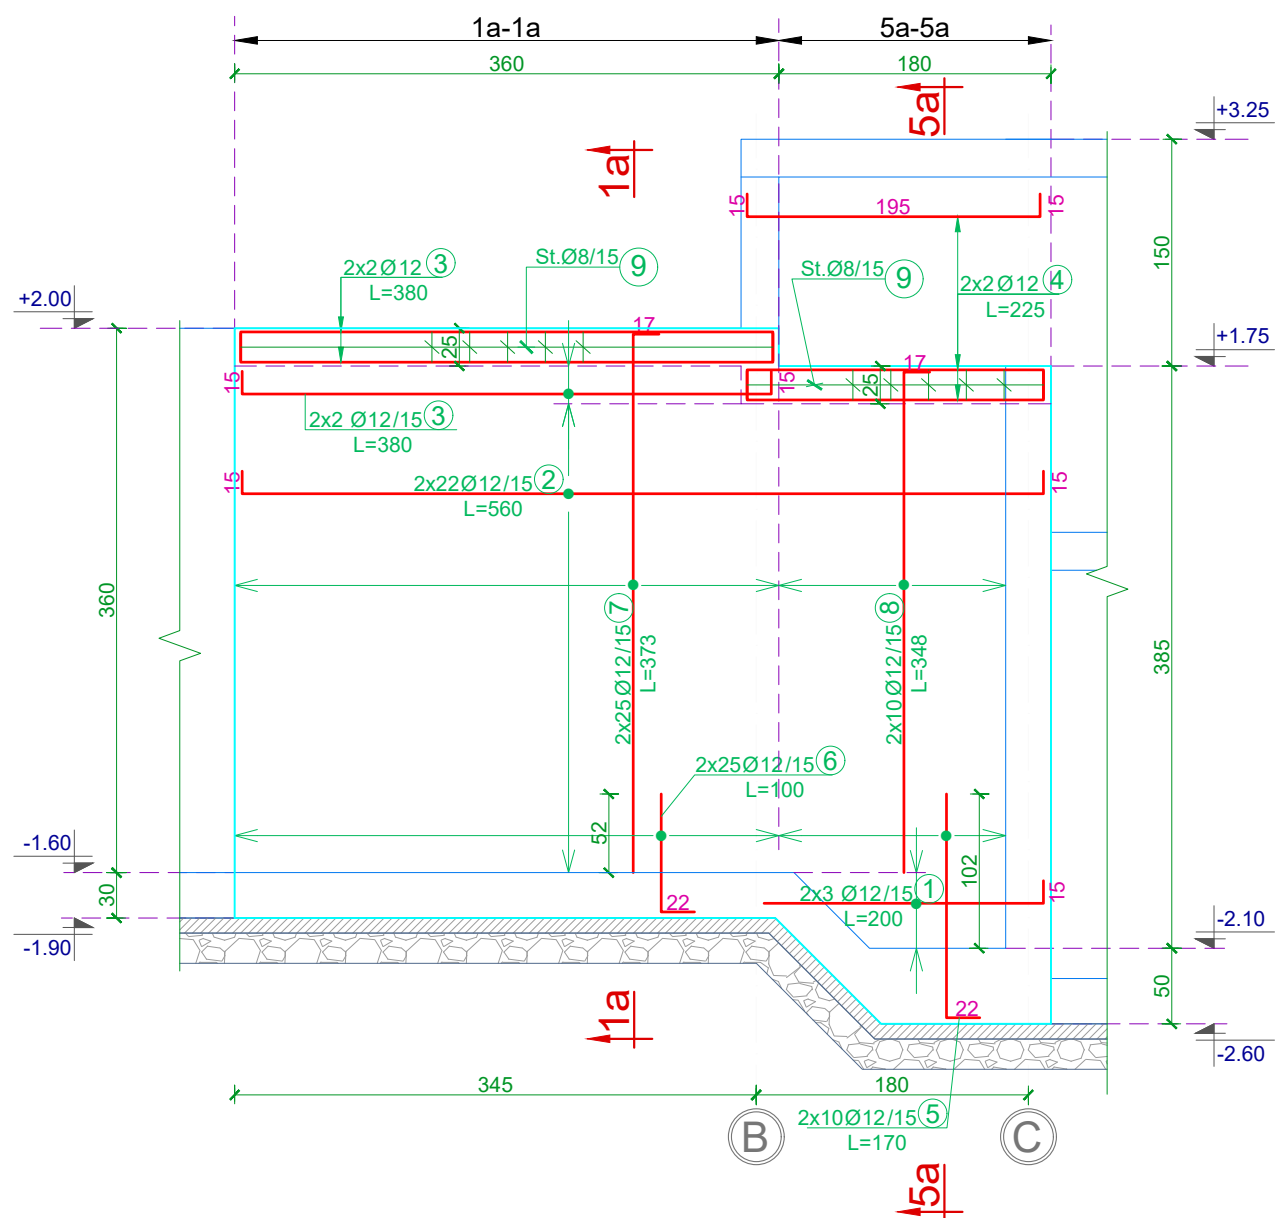 1a-1a
5a-5a
360
180
5a
+3.25
1a
15
195
15
2x2Ø12 3
L=380
St.Ø8/15 9
St.Ø8/15 9
2x2Ø12 4
L=225
150
+2.00
17
+1.75
25
17
25
15
15
2x2 Ø12/15 3
L=380
15
2x22Ø12/15 2
L=560
15
360
7
2x25Ø12/15
L=373
8
2x10Ø12/15
L=348
385
2x25Ø12/15 6
L=100
52
102
-1.60
30
22
2x3 Ø12/15 1
L=200
15
-1.90
-2.10
50
22
1a
-2.60
345
180
B
2x10Ø12/15 5
L=170
C
5a